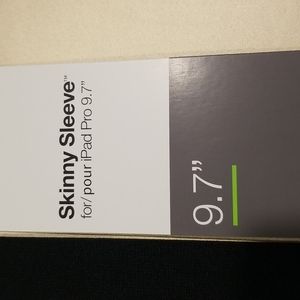 Skinny Sleeve™
for/pour iPad Pro 9.7”
9.7”